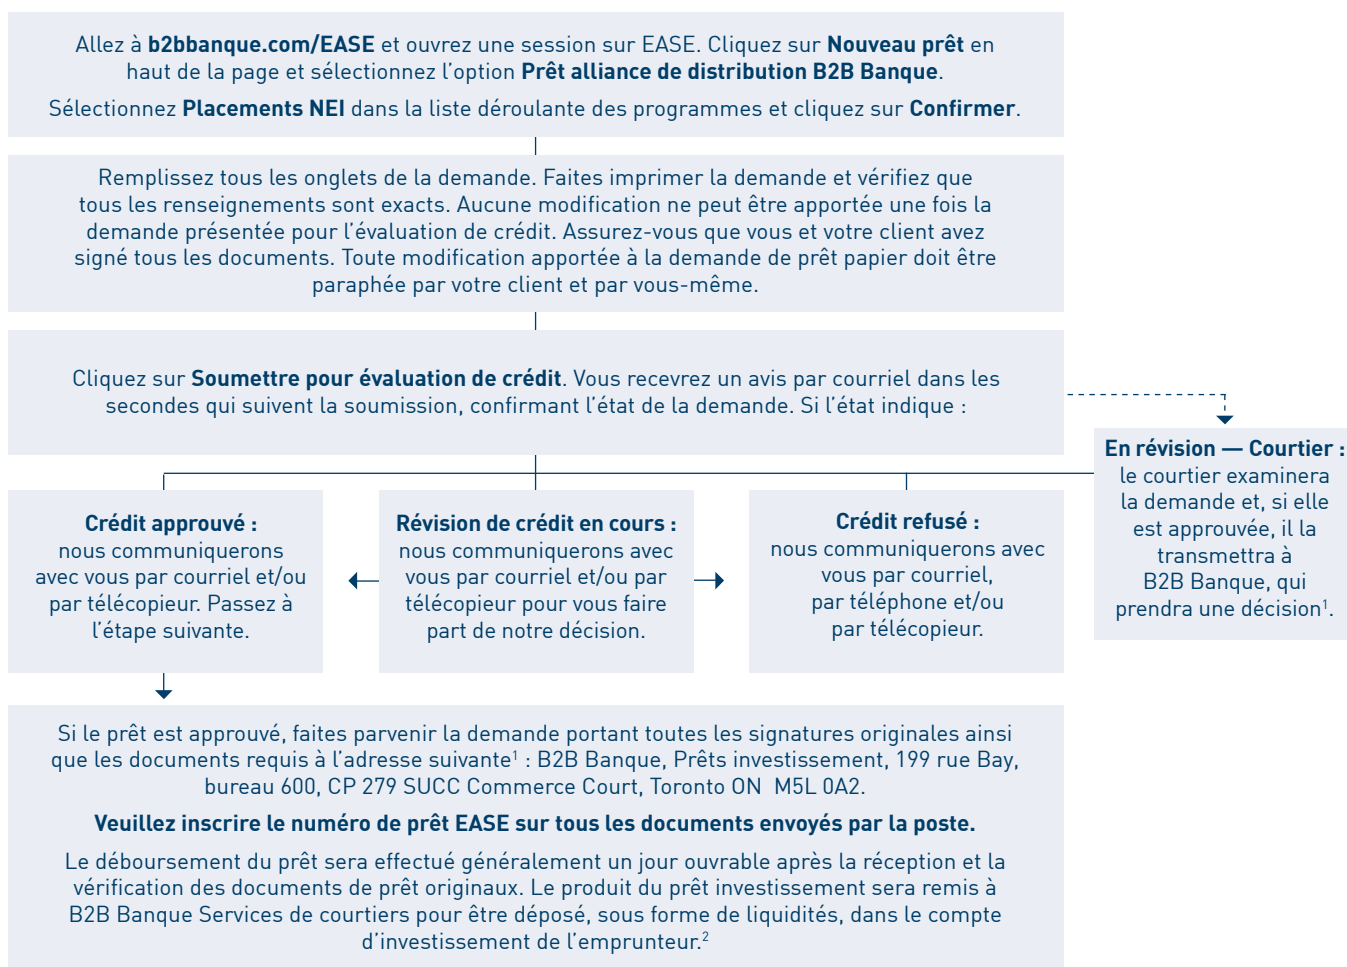 Allez à b2bbanque.com/EASE et ouvrez une session sur EASE. Cliquez sur Nouveau prêt en
haut de la page et sélectionnez l’option Prêt alliance de distribution B2B Banque.
Sélectionnez Placements NEI dans la liste déroulante des programmes et cliquez sur Confirmer.
Remplissez tous les onglets de la demande. Faites imprimer la demande et vérifiez que
tous les renseignements sont exacts. Aucune modification ne peut être apportée une fois la
demande présentée pour l’évaluation de crédit. Assurez-vous que vous et votre client avez
signé tous les documents. Toute modification apportée à la demande de prêt papier doit être
paraphée par votre client et par vous-même.
Cliquez sur Soumettre pour évaluation de crédit. Vous recevrez un avis par courriel dans les
secondes qui suivent la soumission, confirmant l’état de la demande. Si l’état indique :
Crédit approuvé :
nous communiquerons
avec vous par courriel et/ou
par télécopieur. Passez à
l’étape suivante.
Révision de crédit en cours :
nous communiquerons avec
vous par courriel et/ou par
télécopieur pour vous faire
part de notre décision.
Crédit refusé :
nous communiquerons avec
vous par courriel,
par téléphone et/ou
par télécopieur.
En révision — Courtier :
le courtier examinera
la demande et, si elle
est approuvée, il la
transmettra à
B2B Banque, qui
prendra une décision¹.
Si le prêt est approuvé, faites parvenir la demande portant toutes les signatures originales ainsi
que les documents requis à l’adresse suivante¹ : B2B Banque, Prêts investissement, 199 rue Bay,
bureau 600, CP 279 SUCC Commerce Court, Toronto ON  M5L 0A2.
Veuillez inscrire le numéro de prêt EASE sur tous les documents envoyés par la poste.
Le déboursement du prêt sera effectué généralement un jour ouvrable après la réception et la
vérification des documents de prêt originaux. Le produit du prêt investissement sera remis à
B2B Banque Services de courtiers pour être déposé, sous forme de liquidités, dans le compte
d’investissement de l’emprunteur.²